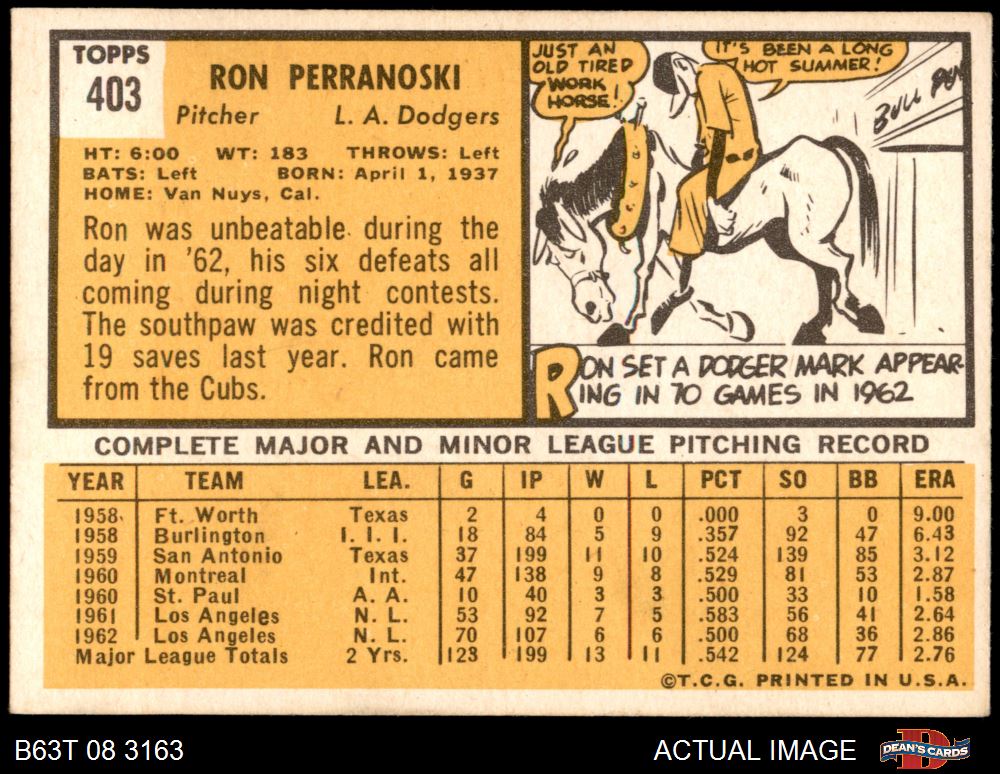 TOPPS
403
RON PERRANOSKI
Pitcher L. A. Dodgers
HT: 6:00 WT: 183 THROWS: Left
BATS: Left BORN: April 1, 1937
HOME: Van Nuys, Cal.
Ron was unbeatable during the
day in '62, his six defeats all
coming during night contests.
The southpaw was credited with
19 saves last year. Ron came
from the Cubs.
JUST AN
OLD TIRED
WORK
HORSE!
IT'S BEEN A LONG
HOT SUMMER!
BULL PEN
RON SET A DODGER MARK APPEAR-
ING IN 70 GAMES IN 1962
COMPLETE MAJOR AND MINOR LEAGUE PITCHING RECORD
YEAR TEAM LEA. G IP W L PCT SO BB ERA
1958 Ft. Worth Texas 2 4 0 0 .000 3 0 9.00
1958 Burlington I. I. I. 18 84 5 9 .357 92 47 6.43
1959 San Antonio Texas 37 199 11 10 .524 139 85 3.12
1960 Montreal Int. 47 138 9 8 .529 81 53 2.87
1960 St. Paul A. A. 10 40 3 3 .500 33 10 1.58
1961 Los Angeles N. L. 53 92 7 5 .583 56 41 2.64
1962 Los Angeles N. L. 70 107 6 6 .500 68 36 2.86
Major League Totals 2 Yrs. 123 199 13 11 .542 124 77 2.76
©T.C.G. PRINTED IN U.S.A.
B63T 08 3163 ACTUAL IMAGE DEAN'S CARDS